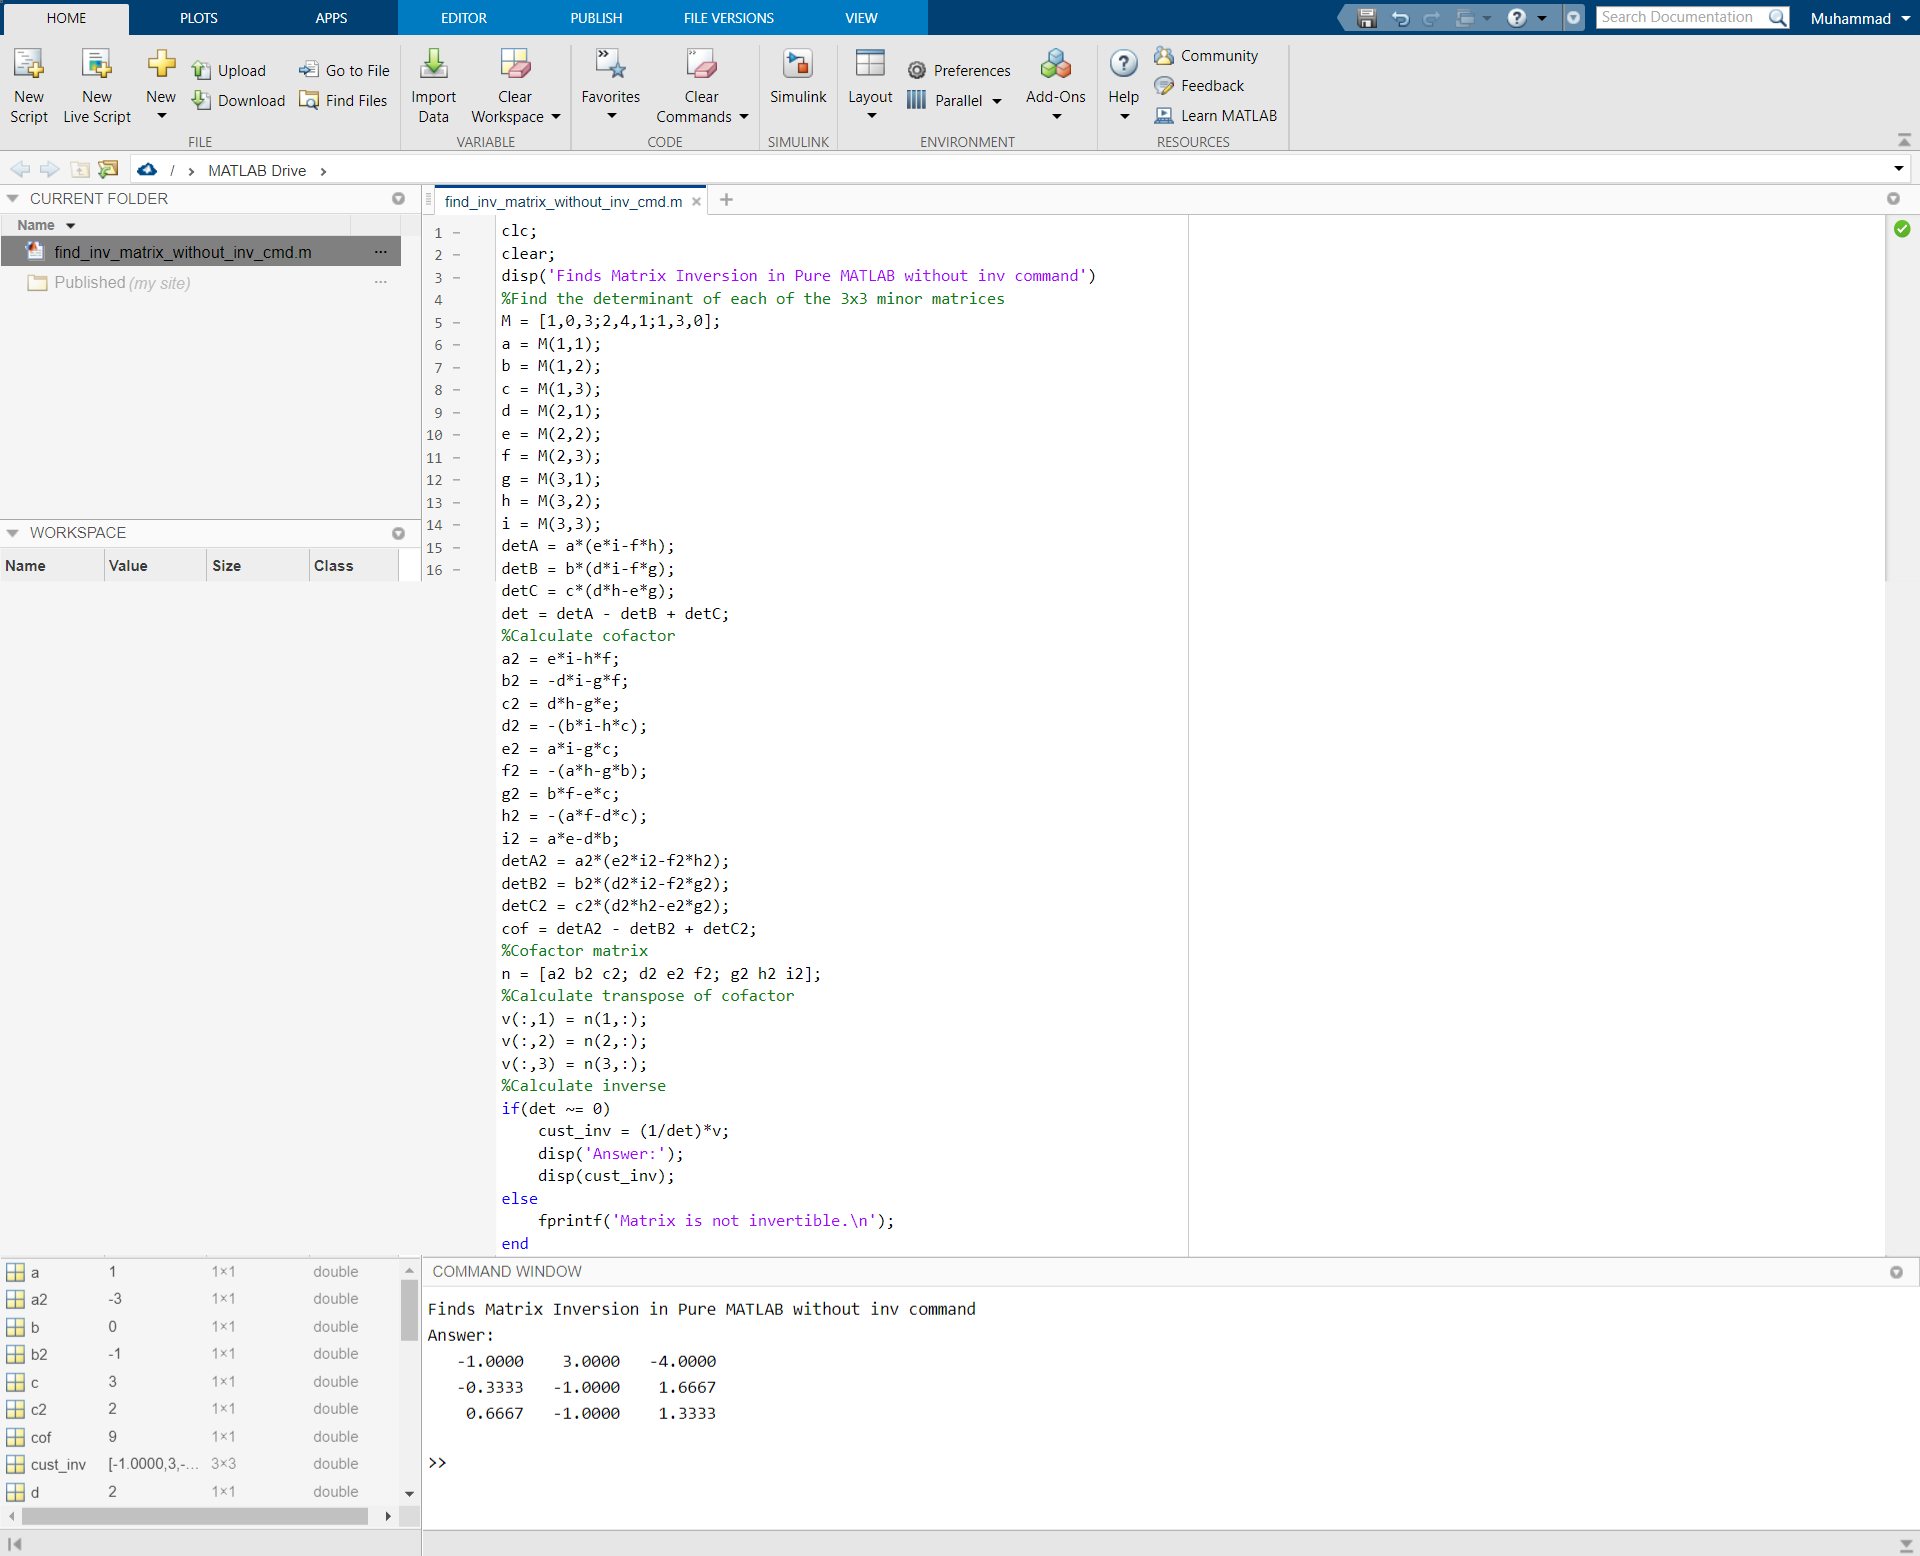 HOME PLOTS APPS EDITOR PUBLISH FILE VERSIONS VIEW Search Documentation Muhammad
New Script New Live Script New Upload Download Go to File Find Files Import Data Clear Workspace Favorites Clear Commands Simulink Layout Preferences Parallel Add-Ons Help Community Feedback Learn MATLAB
FILE VARIABLE CODE SIMULINK ENVIRONMENT RESOURCES
/ > MATLAB Drive >
CURRENT FOLDER
Name
find_inv_matrix_without_inv_cmd.m ...
Published (my site) ...
WORKSPACE
Name Value Size Class
find_inv_matrix_without_inv_cmd.m × +
1 – clc;
2 – clear;
3 – disp('Finds Matrix Inversion in Pure MATLAB without inv command')
4 %Find the determinant of each of the 3x3 minor matrices
5 – M = [1,0,3;2,4,1;1,3,0];
6 – a = M(1,1);
7 – b = M(1,2);
8 – c = M(1,3);
9 – d = M(2,1);
10 – e = M(2,2);
11 – f = M(2,3);
12 – g = M(3,1);
13 – h = M(3,2);
14 – i = M(3,3);
15 – detA = a*(e*i-f*h);
16 – detB = b*(d*i-f*g);
detC = c*(d*h-e*g);
det = detA - detB + detC;
%Calculate cofactor
a2 = e*i-h*f;
b2 = -d*i-g*f;
c2 = d*h-g*e;
d2 = -(b*i-h*c);
e2 = a*i-g*c;
f2 = -(a*h-g*b);
g2 = b*f-e*c;
h2 = -(a*f-d*c);
i2 = a*e-d*b;
detA2 = a2*(e2*i2-f2*h2);
detB2 = b2*(d2*i2-f2*g2);
detC2 = c2*(d2*h2-e2*g2);
cof = detA2 - detB2 + detC2;
%Cofactor matrix
n = [a2 b2 c2; d2 e2 f2; g2 h2 i2];
%Calculate transpose of cofactor
v(:,1) = n(1,:);
v(:,2) = n(2,:);
v(:,3) = n(3,:);
%Calculate inverse
if(det ~= 0)
    cust_inv = (1/det)*v;
    disp('Answer:');
    disp(cust_inv);
else
    fprintf('Matrix is not invertible.\n');
end
a 1 1×1 double
a2 -3 1×1 double
b 0 1×1 double
b2 -1 1×1 double
c 3 1×1 double
c2 2 1×1 double
cof 9 1×1 double
cust_inv [-1.0000,3,-... 3×3 double
d 2 1×1 double
COMMAND WINDOW
Finds Matrix Inversion in Pure MATLAB without inv command
Answer:
-1.0000 3.0000 -4.0000
-0.3333 -1.0000 1.6667
0.6667 -1.0000 1.3333
>>